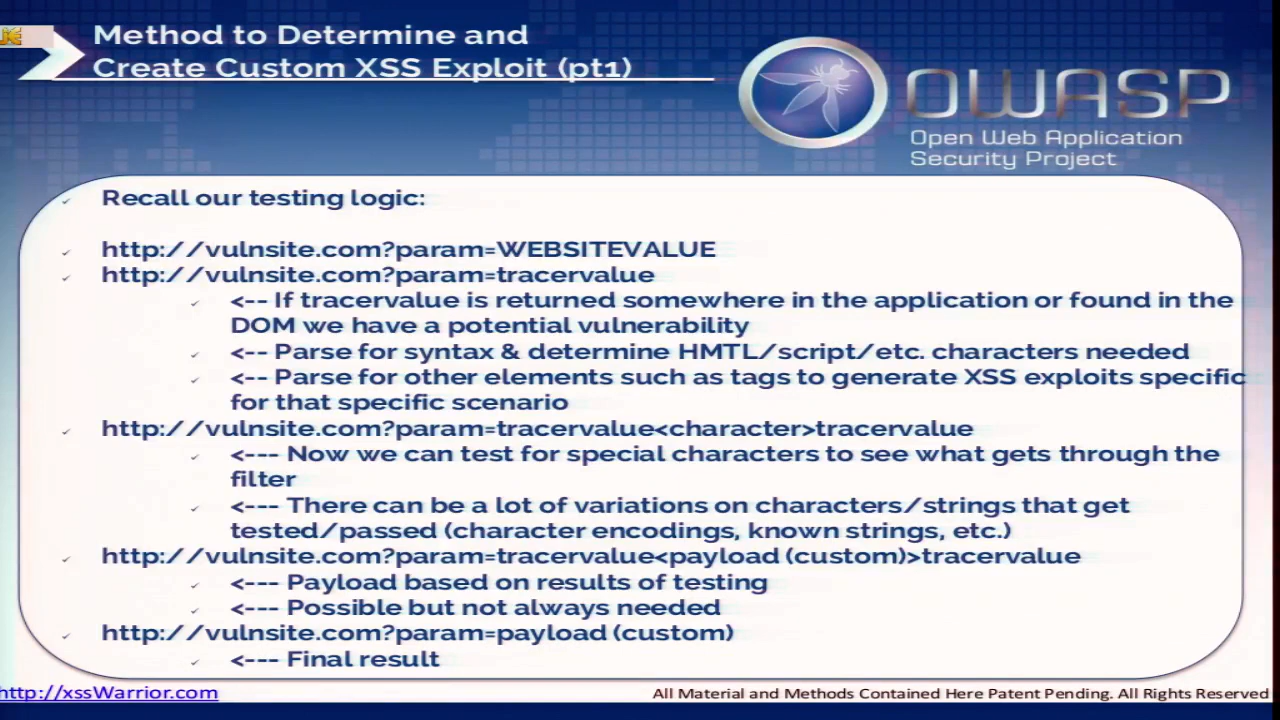 Method to Determine and
Create Custom XSS Exploit (pt1)
OWASP
Open Web Application
Security Project
Recall our testing logic:
http://vulnsite.com?param=WEBSITEVALUE
http://vulnsite.com?param=tracervalue
<-- If tracervalue is returned somewhere in the application or found in the
DOM we have a potential vulnerability
<-- Parse for syntax & determine HMTL/script/etc. characters needed
<-- Parse for other elements such as tags to generate XSS exploits specific
for that specific scenario
http://vulnsite.com?param=tracervalue<character>tracervalue
<--- Now we can test for special characters to see what gets through the
filter
<--- There can be a lot of variations on characters/strings that get
tested/passed (character encodings, known strings, etc.)
http://vulnsite.com?param=tracervalue<payload (custom)>tracervalue
<--- Payload based on results of testing
<--- Possible but not always needed
http://vulnsite.com?param=payload (custom)
<--- Final result
http://xssWarrior.com
All Material and Methods Contained Here Patent Pending. All Rights Reserved